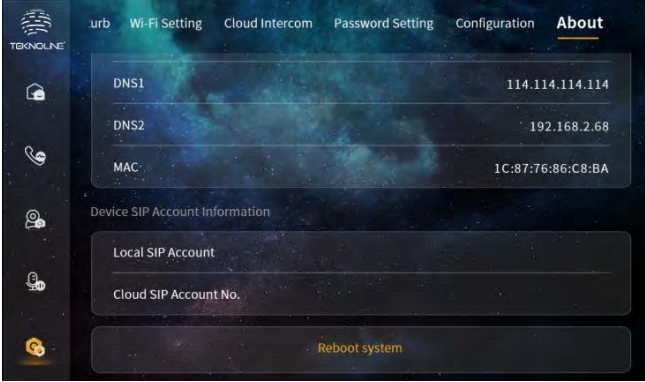 TEKNOLINE
urb Wi-Fi Setting Cloud Intercom Password Setting Configuration About
DNS1 114.114.114.114
DNS2 192.168.2.68
MAC 1C:87:76:86:C8:BA
Device SIP Account Information
Local SIP Account
Cloud SIP Account No.
Reboot system